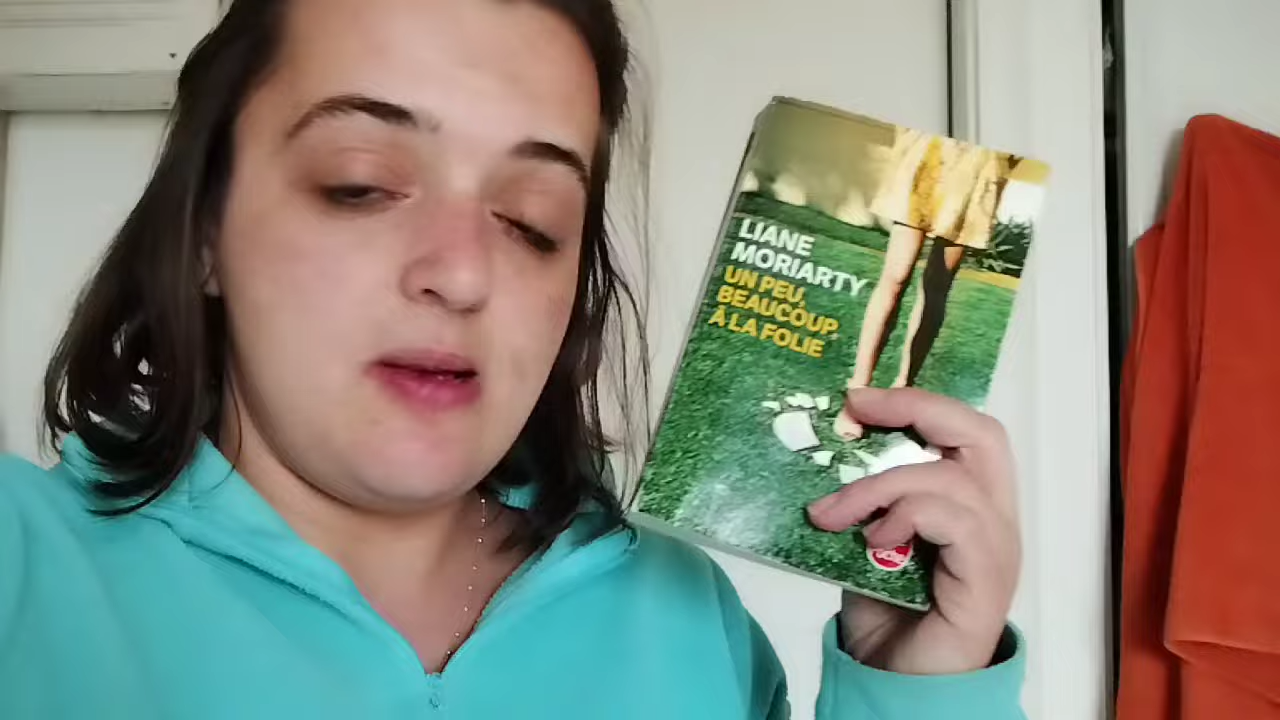 LIANE
MORIARTY
UN PEU,
BEAUCOUP,
À LA FOLIE